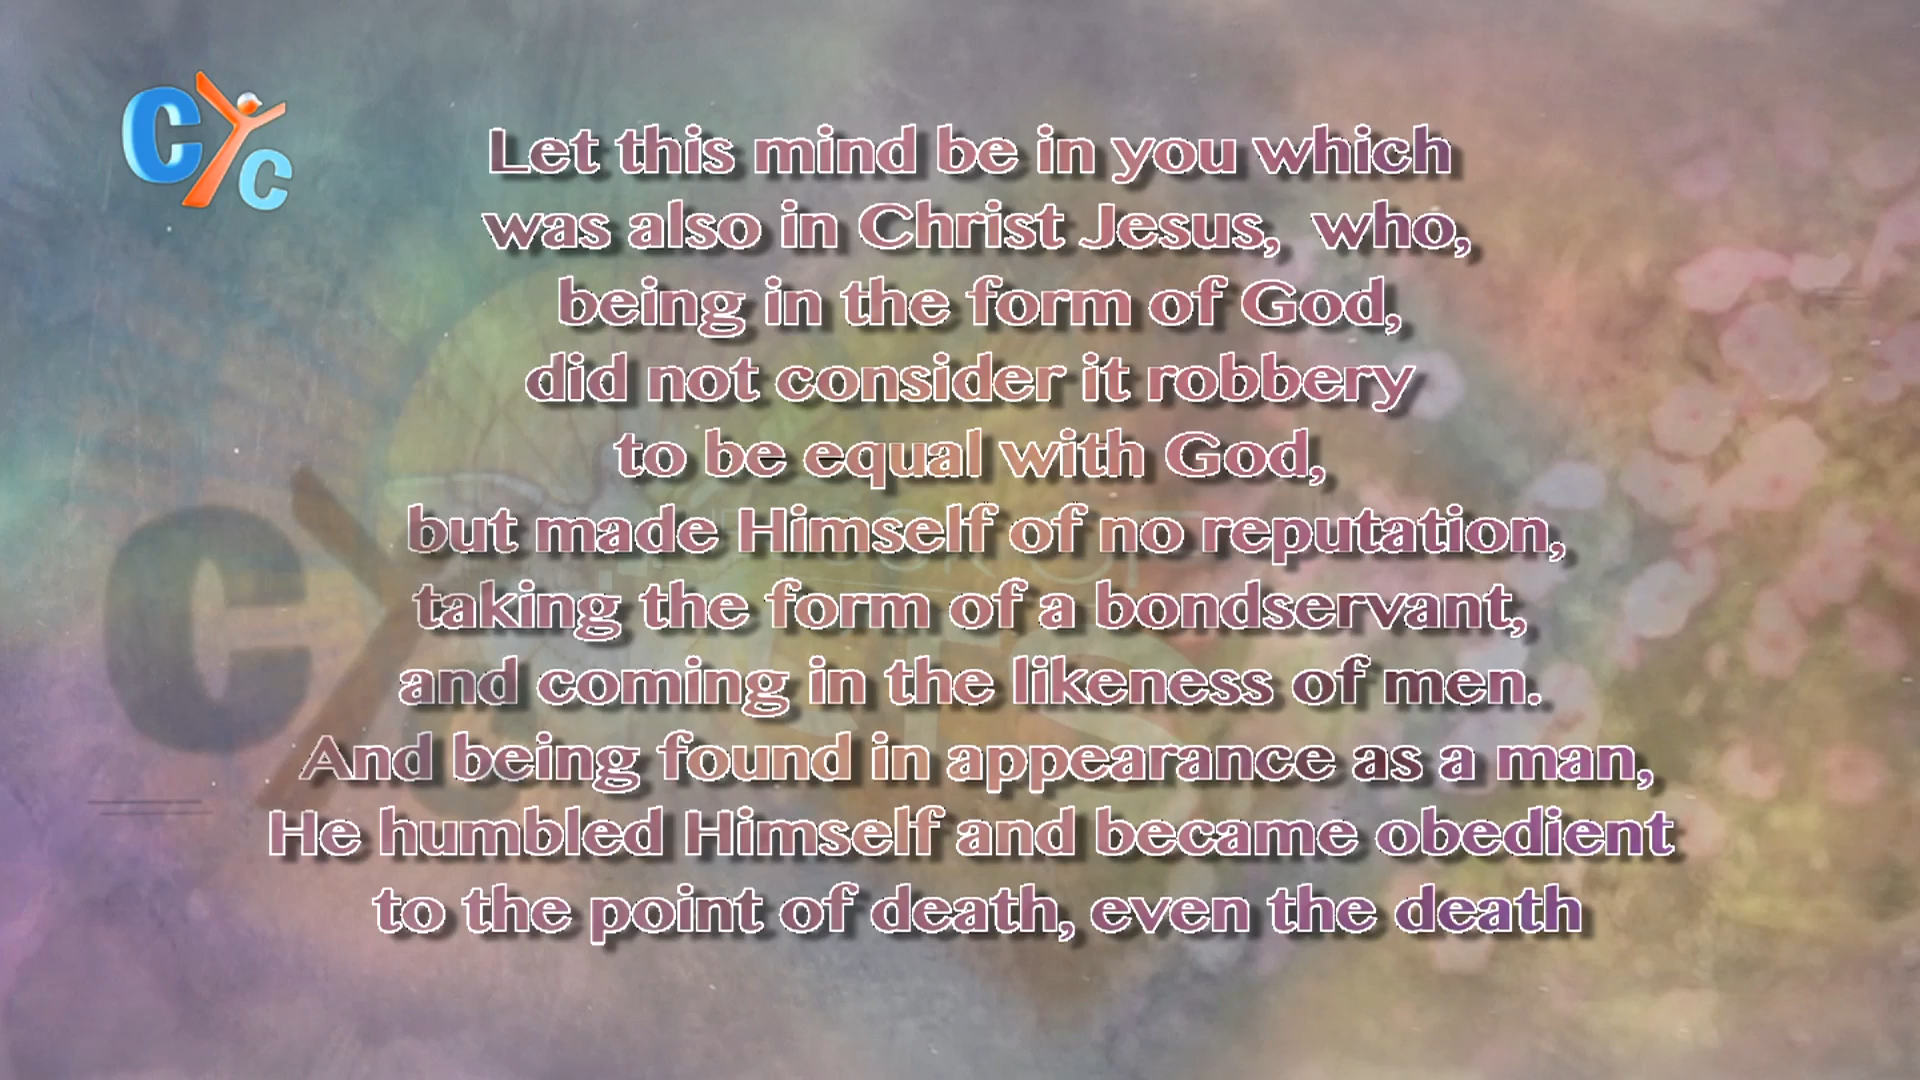 CYC
Let this mind be in you which
was also in Christ Jesus,  who,
being in the form of God,
did not consider it robbery
to be equal with God,
but made Himself of no reputation,
taking the form of a bondservant,
and coming in the likeness of men.
And being found in appearance as a man,
He humbled Himself and became obedient
to the point of death, even the death